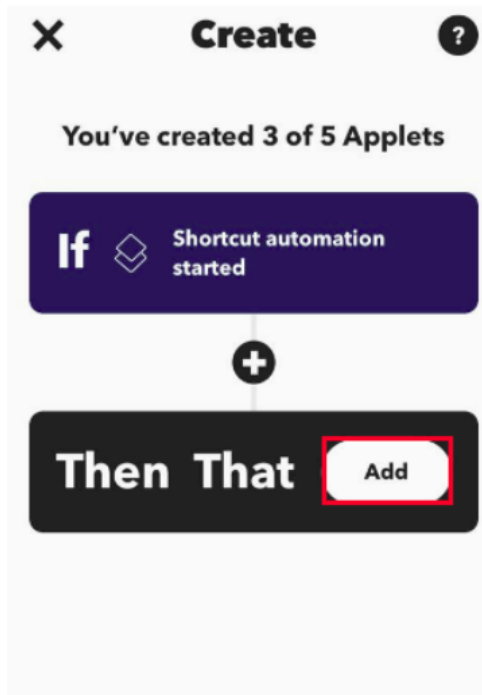 Create
?
You've created 3 of 5 Applets
If
Shortcut automation
started
Then That
Add